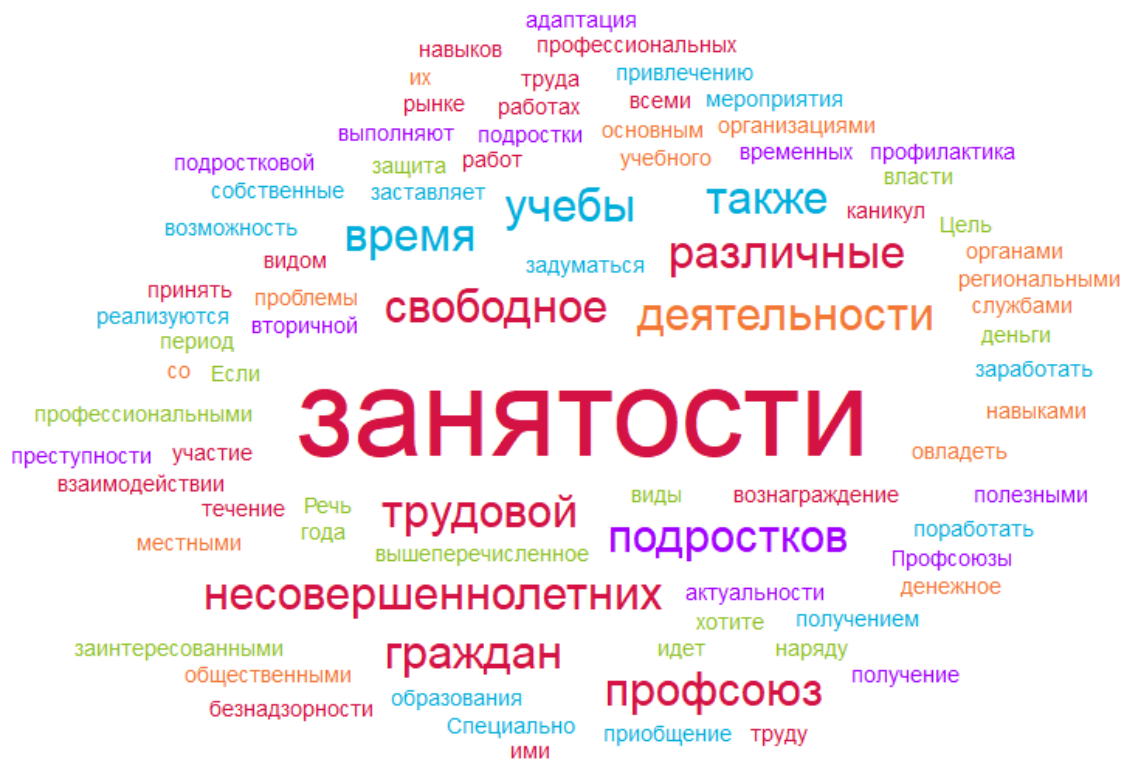 адаптация
навыков профессиональных
их труда привлечению
рынке работах всеми мероприятия
выполняют подростки основным организациями
подростковой защита работ учебного временных профилактика
собственные заставляет учебы также власти
возможность время каникул Цель
видом задуматься различные органами
принять проблемы свободное деятельности региональными
реализуются вторичной службами
период деньги
со Если заработать
профессиональными занятости навыками
преступности участие овладеть
взаимодействии
течение Речь трудовой виды вознаграждение полезными
местными года подростков поработать
вышеперечисленное Профсоюзы
несовершеннолетних актуальности денежное
хотите получением
заинтересованными граждан идет наряду
общественными профсоюз получение
безнадзорности образования
Специально приобщение труду
ими